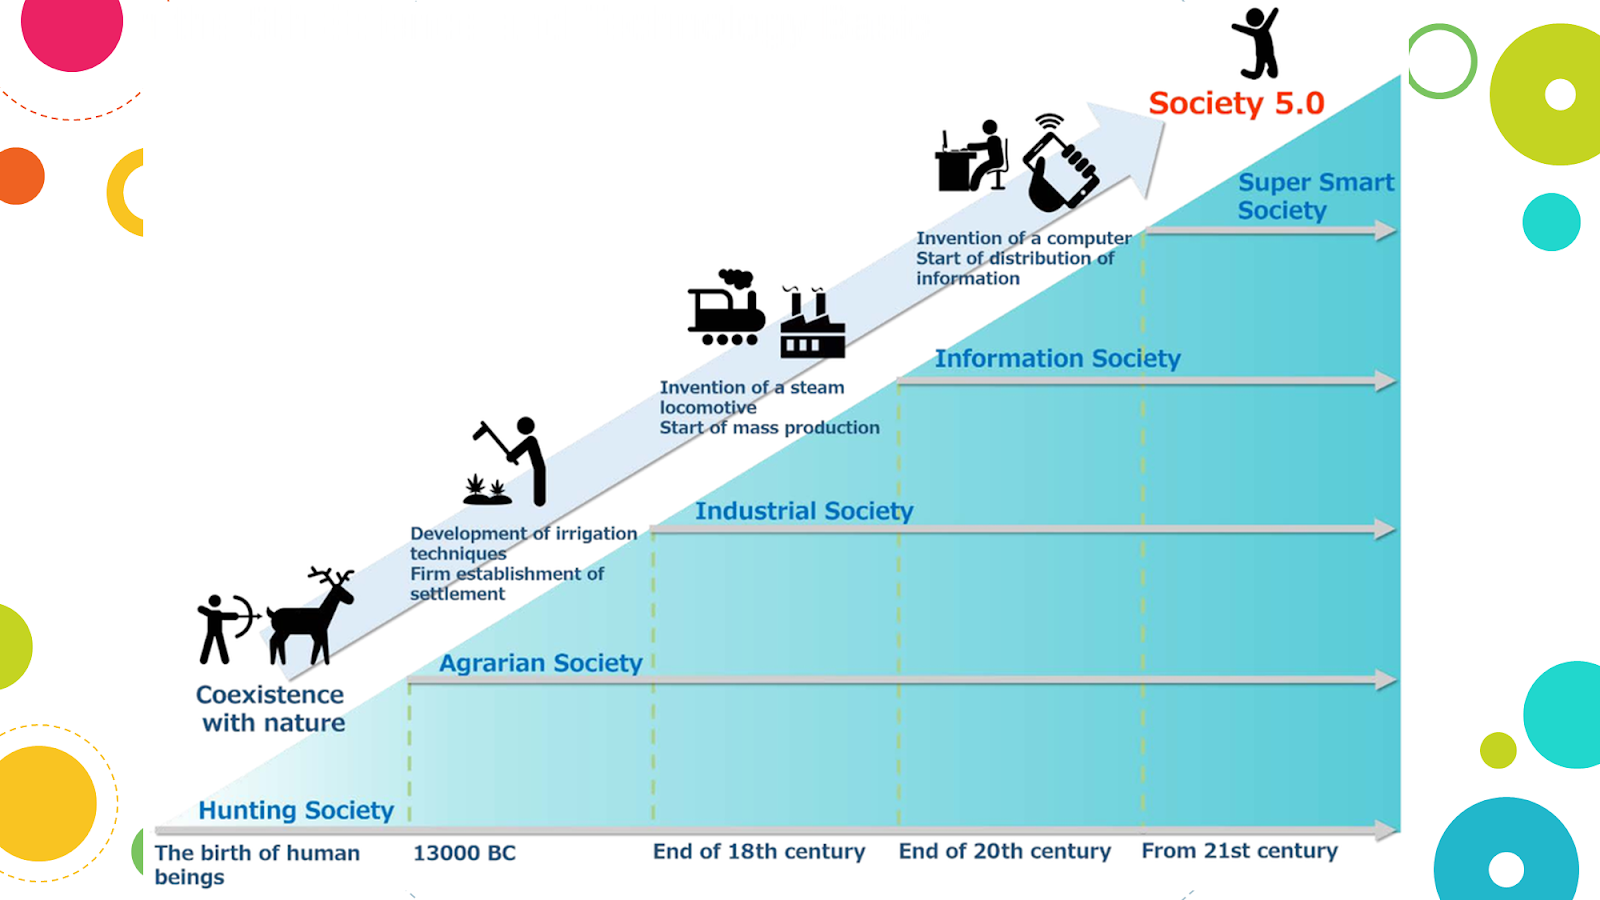 Society 5.0
Super Smart
Society
Invention of a computer
Start of distribution of
information
Information Society
Invention of a steam
locomotive
Start of mass production
Industrial Society
Development of irrigation
techniques
Firm establishment of
settlement
Agrarian Society
Coexistence
with nature
Hunting Society
The birth of human
beings
13000 BC
End of 18th century
End of 20th century
From 21st century